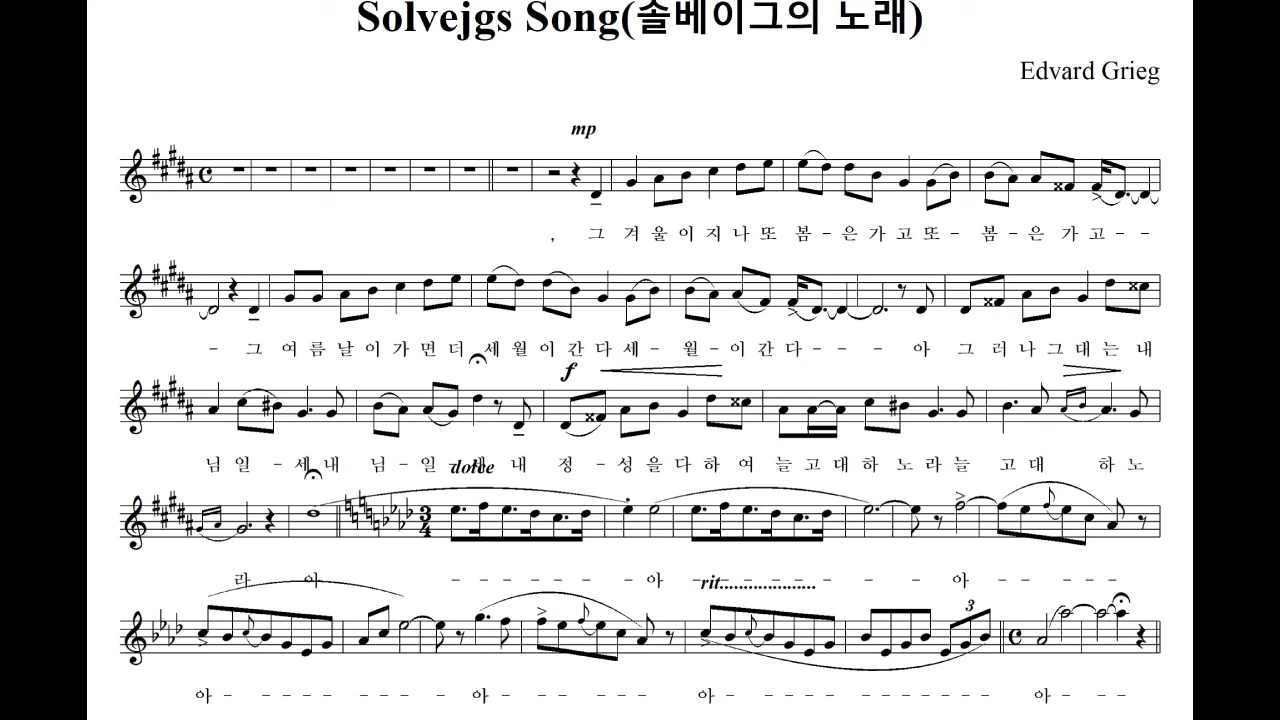 Solvejgs Song(솔베이그의 노래)
Edvard Grieg
mp
, 그 겨 울 이 지 나 또 봄 - 은 가 고 또 - 봄 - 은 가 고 - -
- 그 여 름 날 이 가 면 더 세 월 이 간 다 세 - 월 - 이 간 다 - - - 아 그 러 나 그 대 는 내
f
님 일 - 세 내 님 - 일 - 세 내 정 - 성 을 다 하 여 늘 고 대 하 노 라 늘 고 대 하 노
dolce
3
4
라 아 - - - - - - 아 - - - - - - - 아 - - - - - -
rit....................
3
아 - - - - - - - - 아 - - - - - - 아 - - - - - - - - - - - - 아 - - -